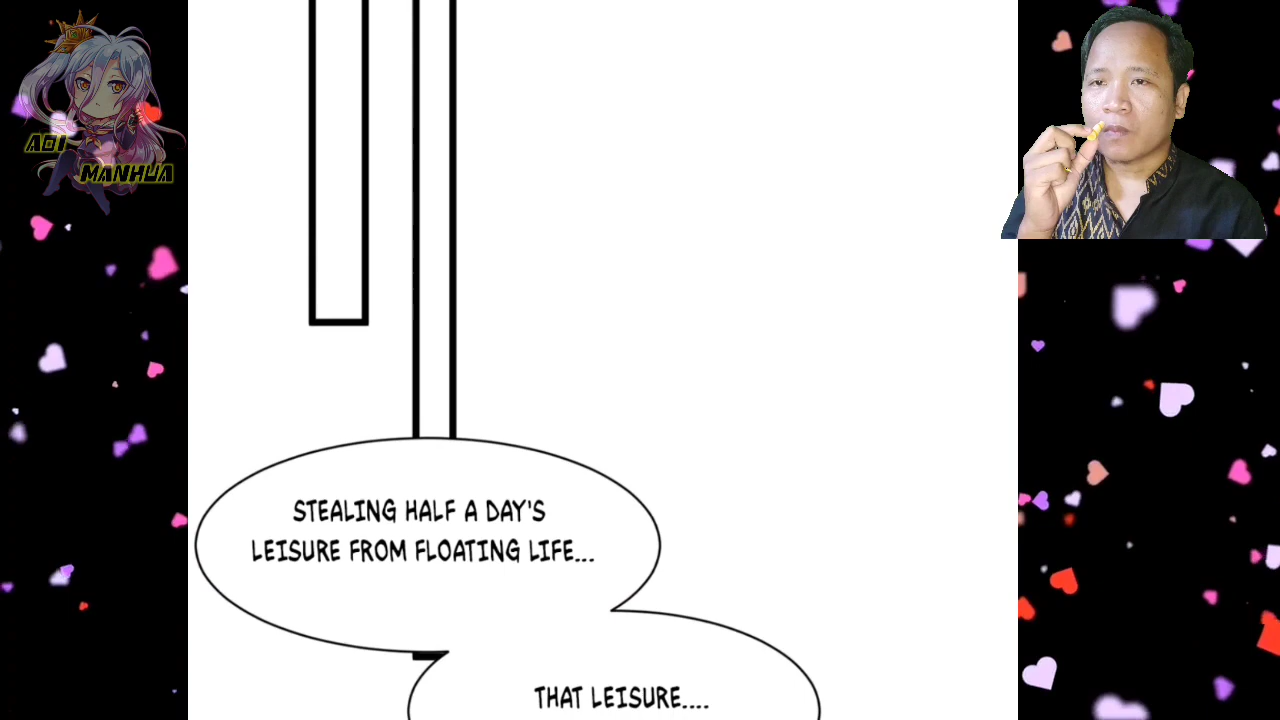 AOI
MANHUA
STEALING HALF A DAY'S
LEISURE FROM FLOATING LIFE...
THAT LEISURE....